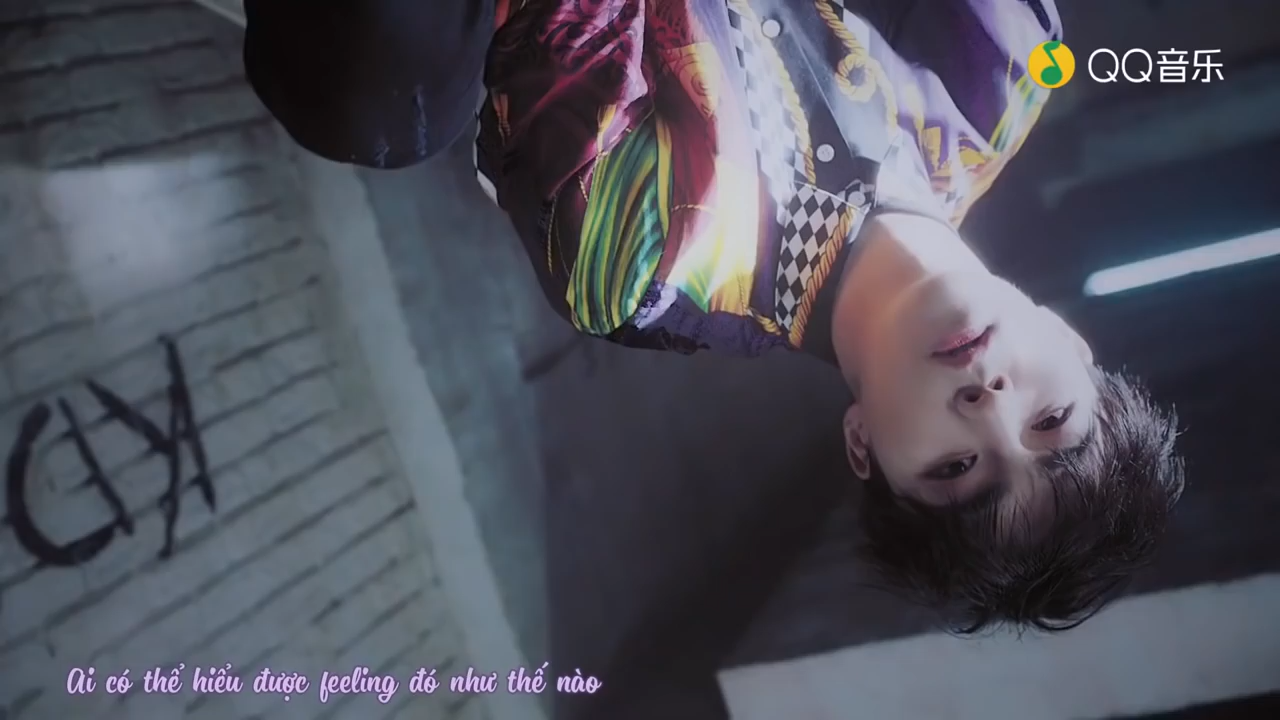 QQ音乐
Ai có thể hiểu được feeling đó như thế nào